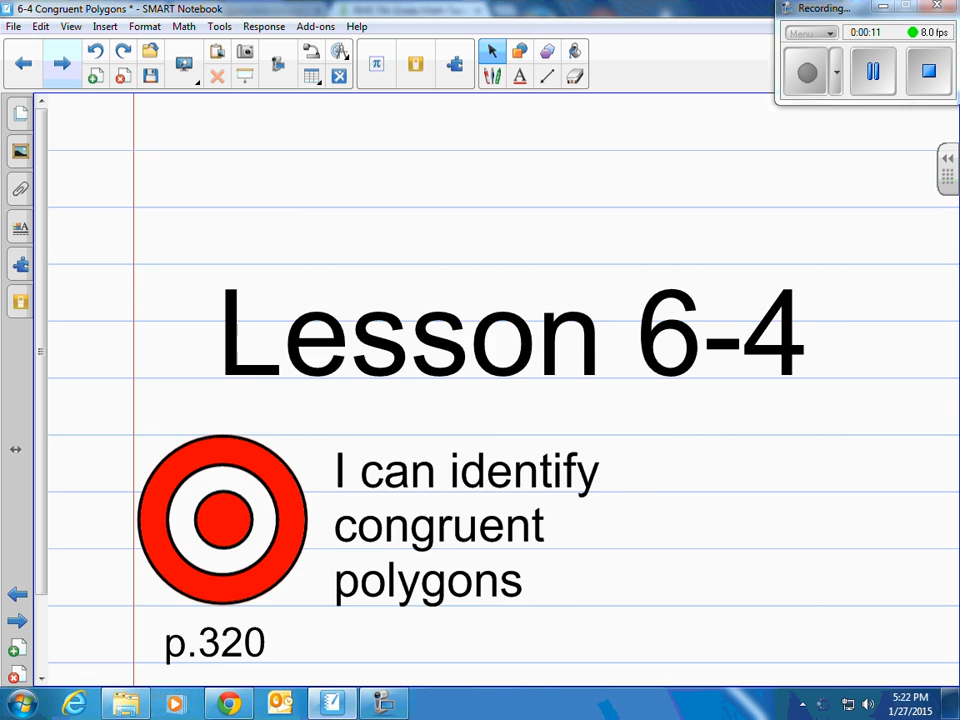 6-4 Congruent Polygons * - SMART Notebook
Recording...
File Edit View Insert Format Math Tools Response Add-ons Help
Menu 0:00:11 8.0 fps
π
A
Lesson 6-4
I can identify
congruent
polygons
p.320
5:22 PM
1/27/2015